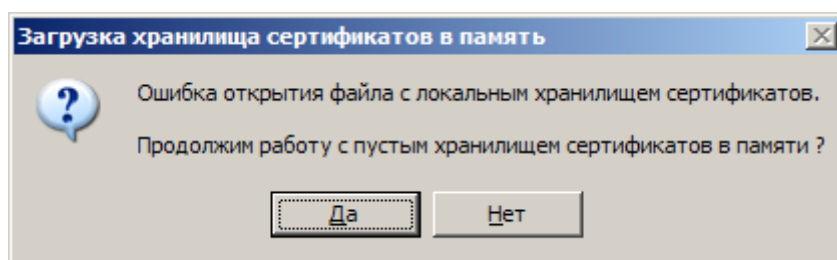 Загрузка хранилища сертификатов в память
Ошибка открытия файла с локальным хранилищем сертификатов.
Продолжим работу с пустым хранилищем сертификатов в памяти ?
Да
Нет